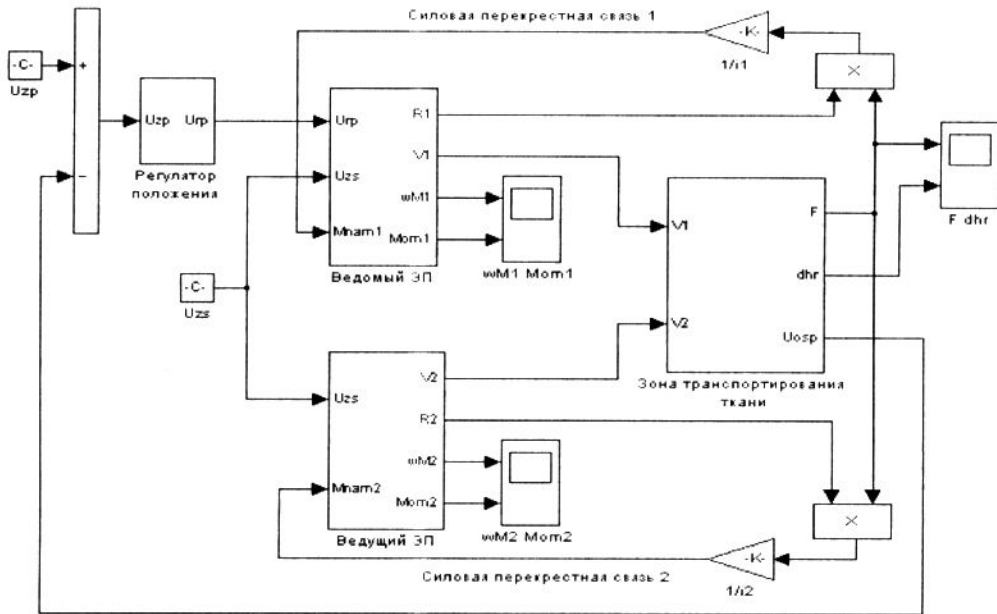 Силовая перекрестная связь 1
-K-
1/i1
-C-
Uzp
+
−
Uzp Urp
Регулятор
положения
Urp
Uzs
Mnam1
R1
V1
wM1
Mom1
Ведомый ЭП
wM1 Mom1
×
F dhr
V1
V2
F
dhr
Uosp
Зона транспортирования
ткани
-C-
Uzs
Uzs
Mnam2
V2
R2
wM2
Mom2
Ведущий ЭП
wM2 Mom2
×
-K-
1/i2
Силовая перекрестная связь 2